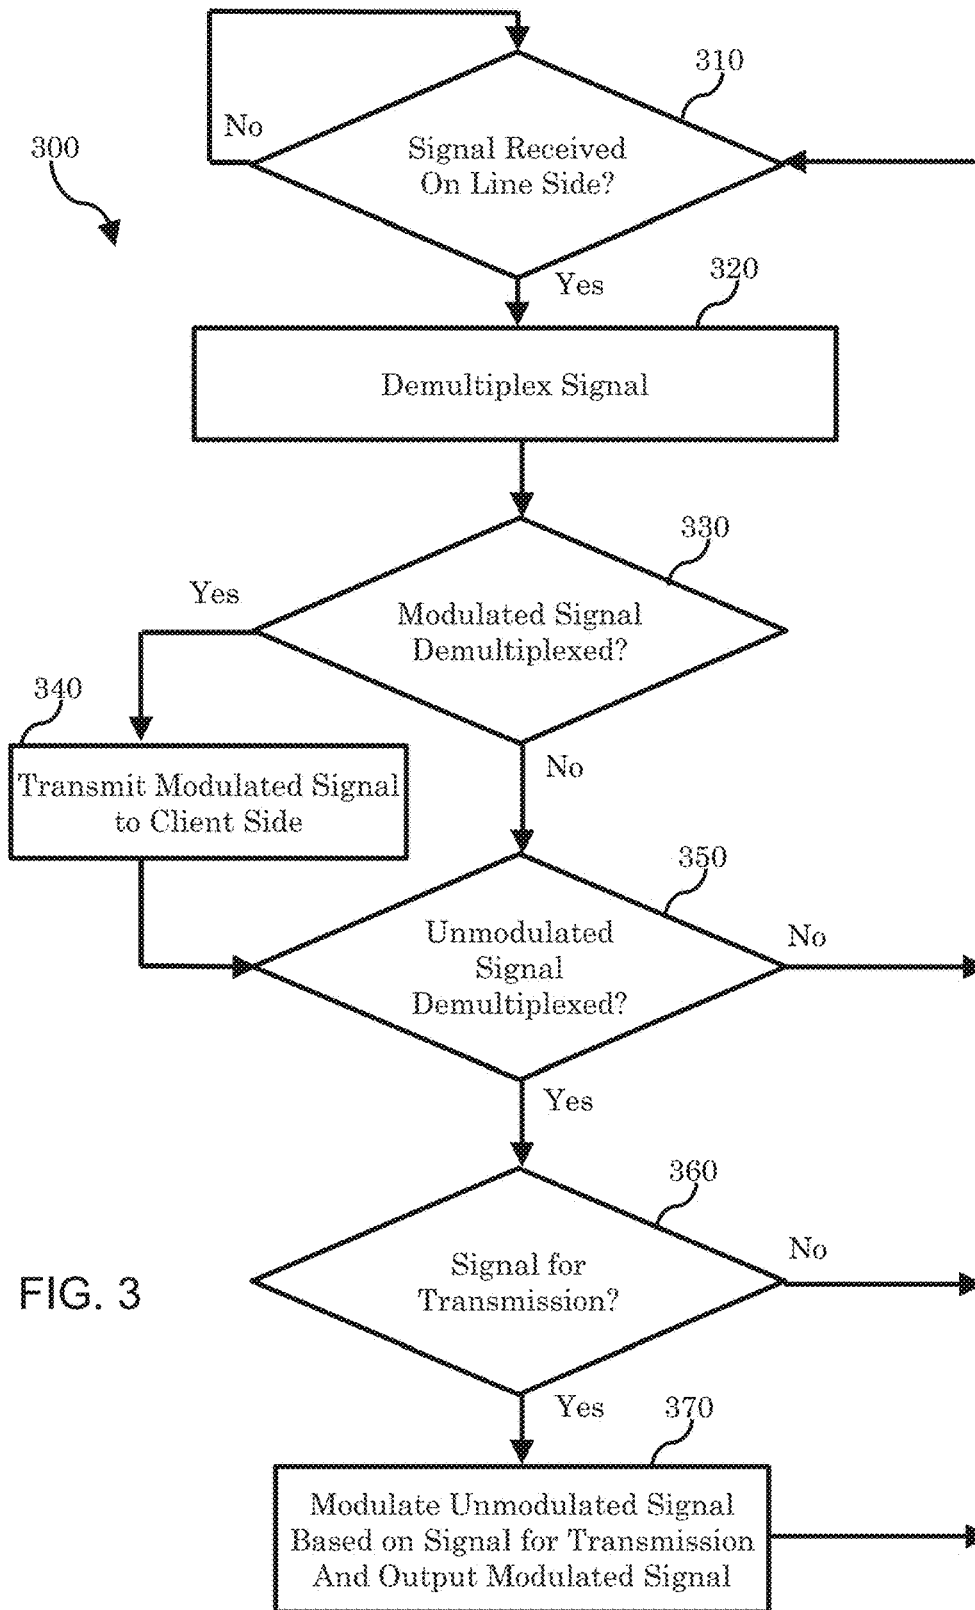 310
No
300
Signal Received
On Line Side?
Yes
320
Demultiplex Signal
330
Yes
Modulated Signal
Demultiplexed?
340
No
Transmit Modulated Signal
to Client Side
350
Unmodulated
Signal
Demultiplexed?
No
Yes
360
No
Signal for
Transmission?
FIG. 3
Yes
370
Modulate Unmodulated Signal
Based on Signal for Transmission
And Output Modulated Signal